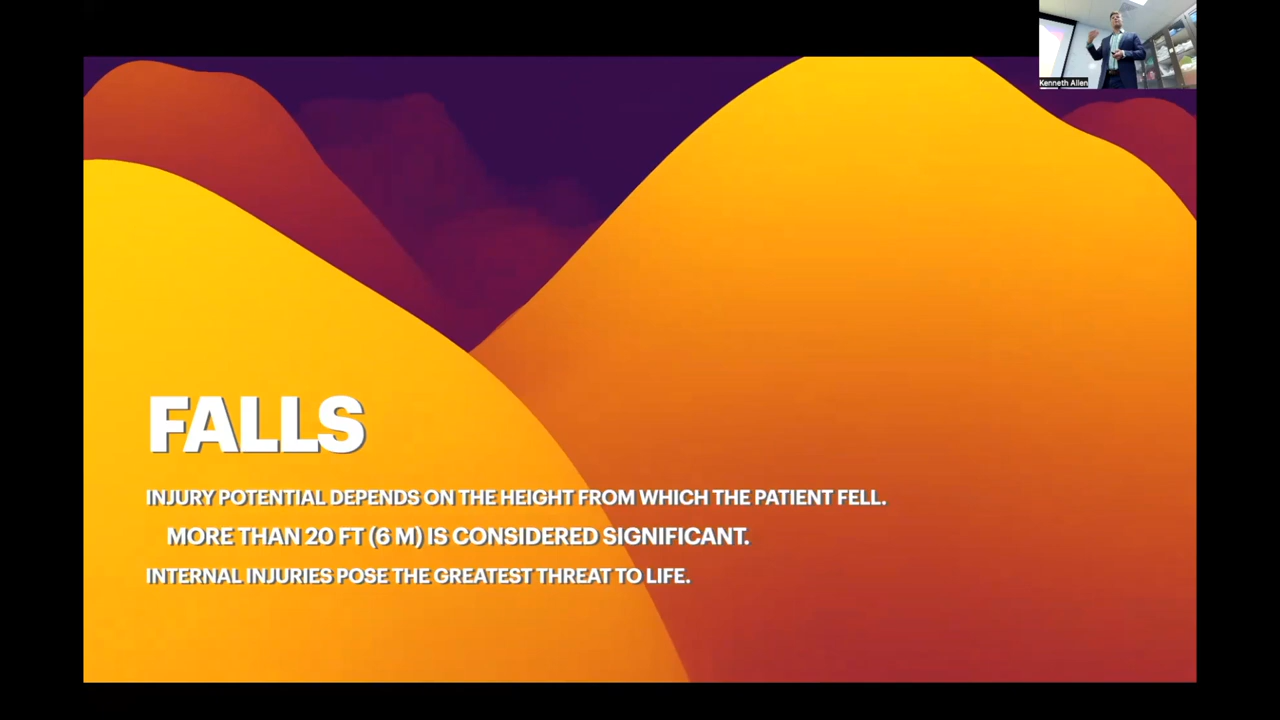 Kenneth Allen
FALLS
INJURY POTENTIAL DEPENDS ON THE HEIGHT FROM WHICH THE PATIENT FELL.
MORE THAN 20 FT (6 M) IS CONSIDERED SIGNIFICANT.
INTERNAL INJURIES POSE THE GREATEST THREAT TO LIFE.